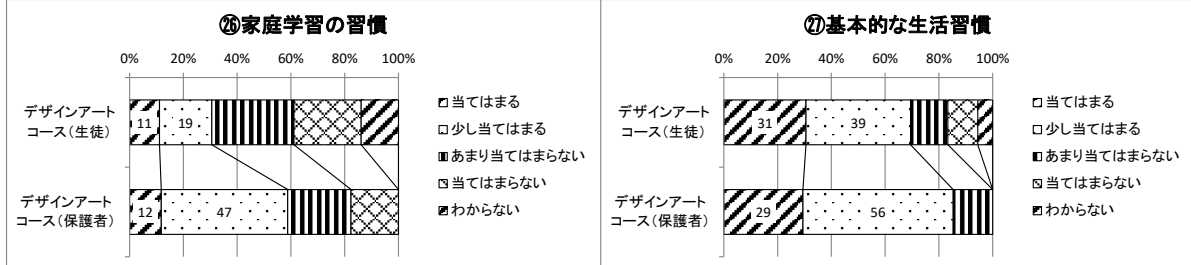 ㉖家庭学習の習慣
0% 20% 40% 60% 80% 100%
デザインアート
コース(生徒)
11 19
デザインアート
コース(保護者)
12 47
当てはまる
少し当てはまる
あまり当てはまらない
当てはまらない
わからない
㉗基本的な生活習慣
0% 20% 40% 60% 80% 100%
デザインアート
コース(生徒)
31 39
デザインアート
コース(保護者)
29 56
当てはまる
少し当てはまる
あまり当てはまらない
当てはまらない
わからない